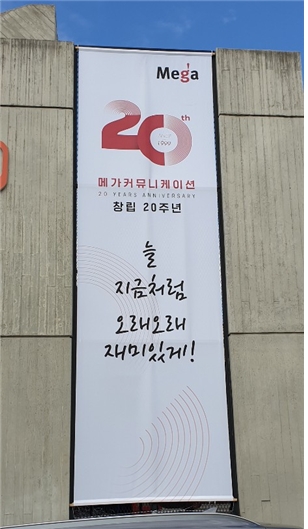 Mega
20th
1999
메가커뮤니케이션
20 YEARS ANNIVERSARY
창립 20주년
늘
지금처럼
오래오래
재미있게!